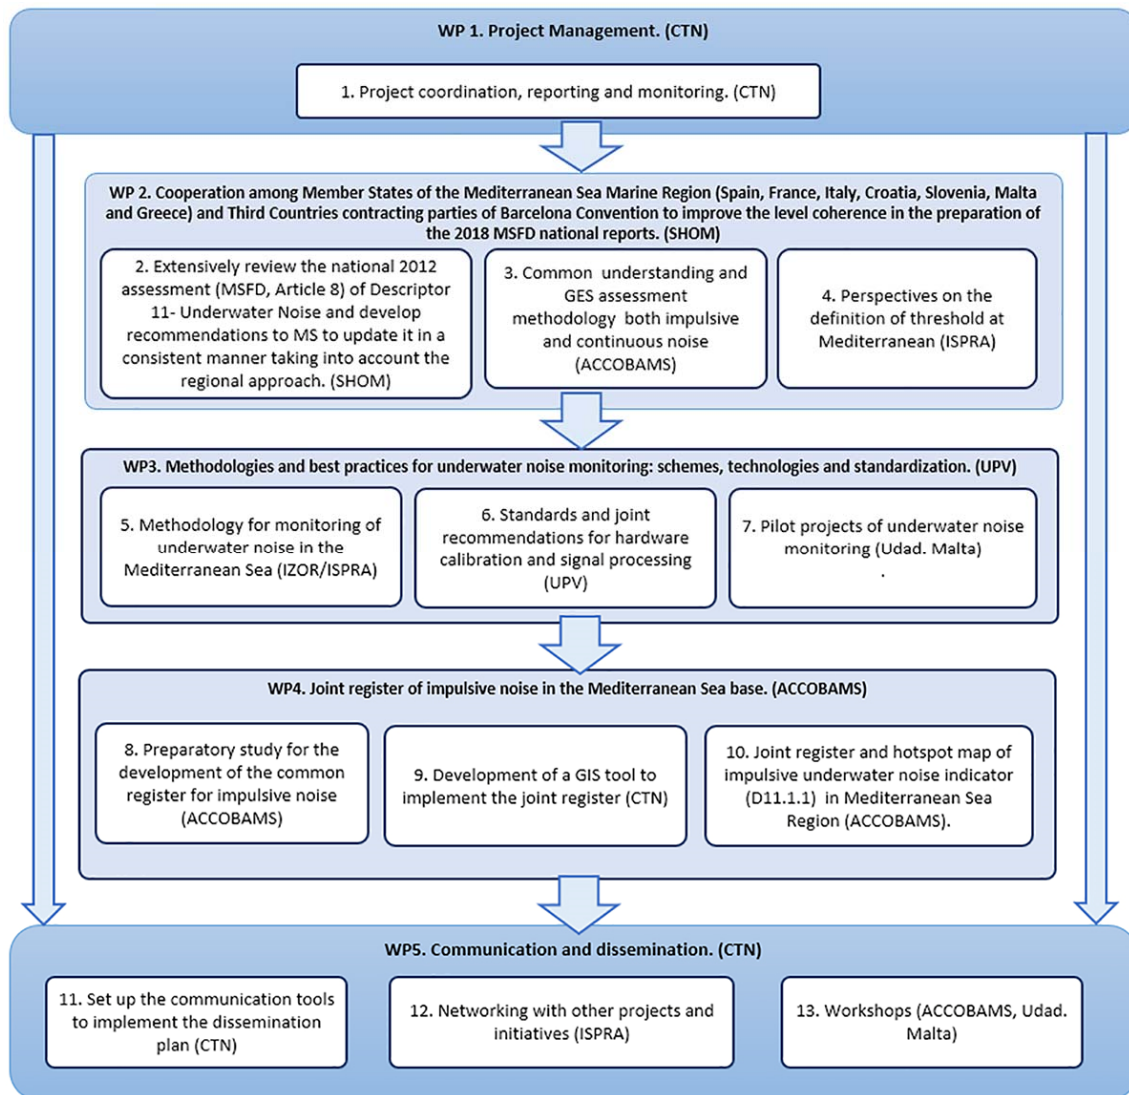 WP 1. Project Management. (CTN)
1. Project coordination, reporting and monitoring. (CTN)
WP 2. Cooperation among Member States of the Mediterranean Sea Marine Region (Spain, France, Italy, Croatia, Slovenia, Malta
and Greece) and Third Countries contracting parties of Barcelona Convention to improve the level coherence in the preparation of
the 2018 MSFD national reports. (SHOM)
2. Extensively review the national 2012
assessment (MSFD, Article 8) of Descriptor
11- Underwater Noise and develop
recommendations to MS to update it in a
consistent manner taking into account the
regional approach. (SHOM)
3. Common understanding and
GES assessment
methodology both impulsive
and continuous noise
(ACCOBAMS)
4. Perspectives on the
definition of threshold at
Mediterranean (ISPRA)
WP3. Methodologies and best practices for underwater noise monitoring: schemes, technologies and standardization. (UPV)
5. Methodology for monitoring of
underwater noise in the
Mediterranean Sea (IZOR/ISPRA)
6. Standards and joint
recommendations for hardware
calibration and signal processing
(UPV)
7. Pilot projects of underwater noise
monitoring (Udad. Malta)
.
WP4. Joint register of impulsive noise in the Mediterranean Sea base. (ACCOBAMS)
8. Preparatory study for the
development of the common
register for impulsive noise
(ACCOBAMS)
9. Development of a GIS tool to
implement the joint register (CTN)
10. Joint register and hotspot map of
impulsive underwater noise indicator
(D11.1.1) in Mediterranean Sea
Region (ACCOBAMS).
WP5. Communication and dissemination. (CTN)
11. Set up the communication tools
to implement the dissemination
plan (CTN)
12. Networking with other projects and
initiatives (ISPRA)
13. Workshops (ACCOBAMS, Udad.
Malta)